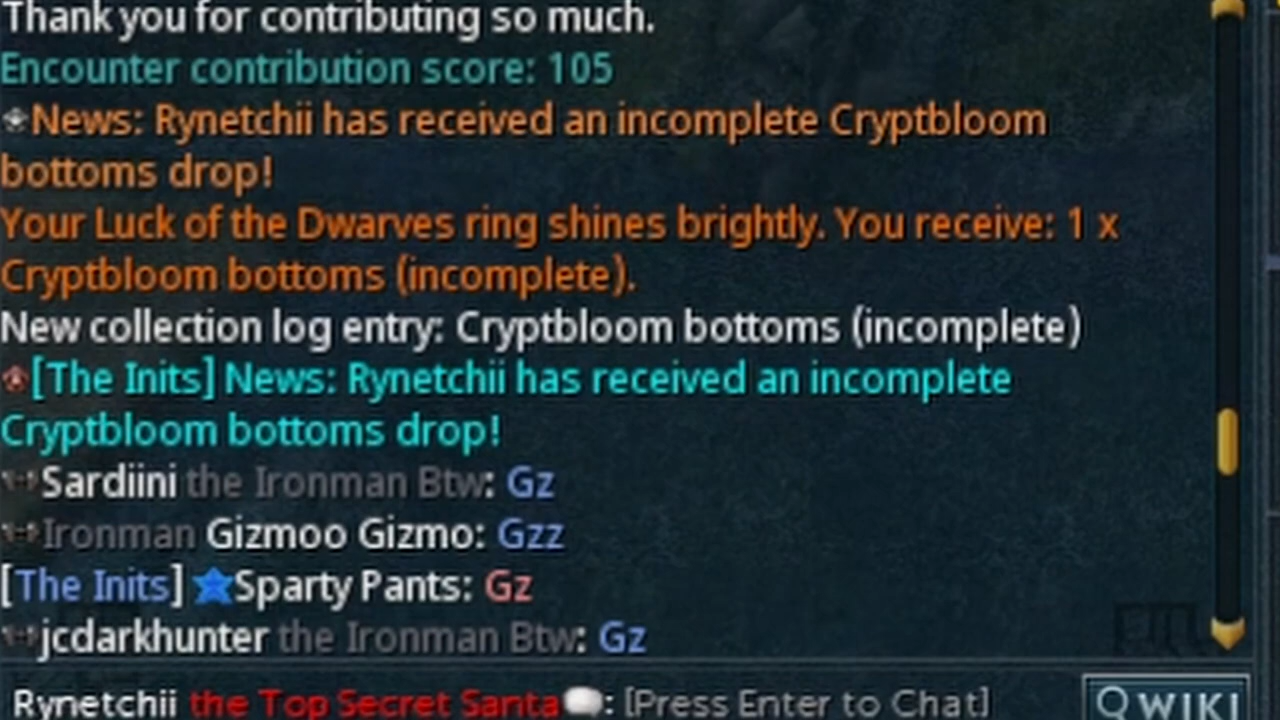 Thank you for contributing so much.
Encounter contribution score: 105
News: Rynetchii has received an incomplete Cryptbloom
bottoms drop!
Your Luck of the Dwarves ring shines brightly. You receive: 1 x
Cryptbloom bottoms (incomplete).
New collection log entry: Cryptbloom bottoms (incomplete)
[The Inits] News: Rynetchii has received an incomplete
Cryptbloom bottoms drop!
Sardiini the Ironman Btw: Gz
Ironman Gizmoo Gizmo: Gzz
[The Inits] Sparty Pants: Gz
jcdarkhunter the Ironman Btw: Gz
Rynetchii the Top Secret Santa: [Press Enter to Chat]
WIKI